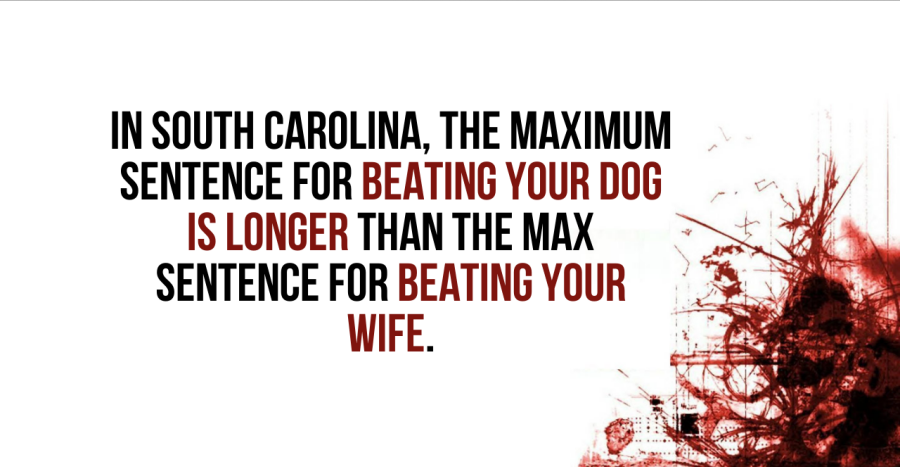 IN SOUTH CAROLINA, THE MAXIMUM
SENTENCE FOR BEATING YOUR DOG
IS LONGER THAN THE MAX
SENTENCE FOR BEATING YOUR
WIFE.